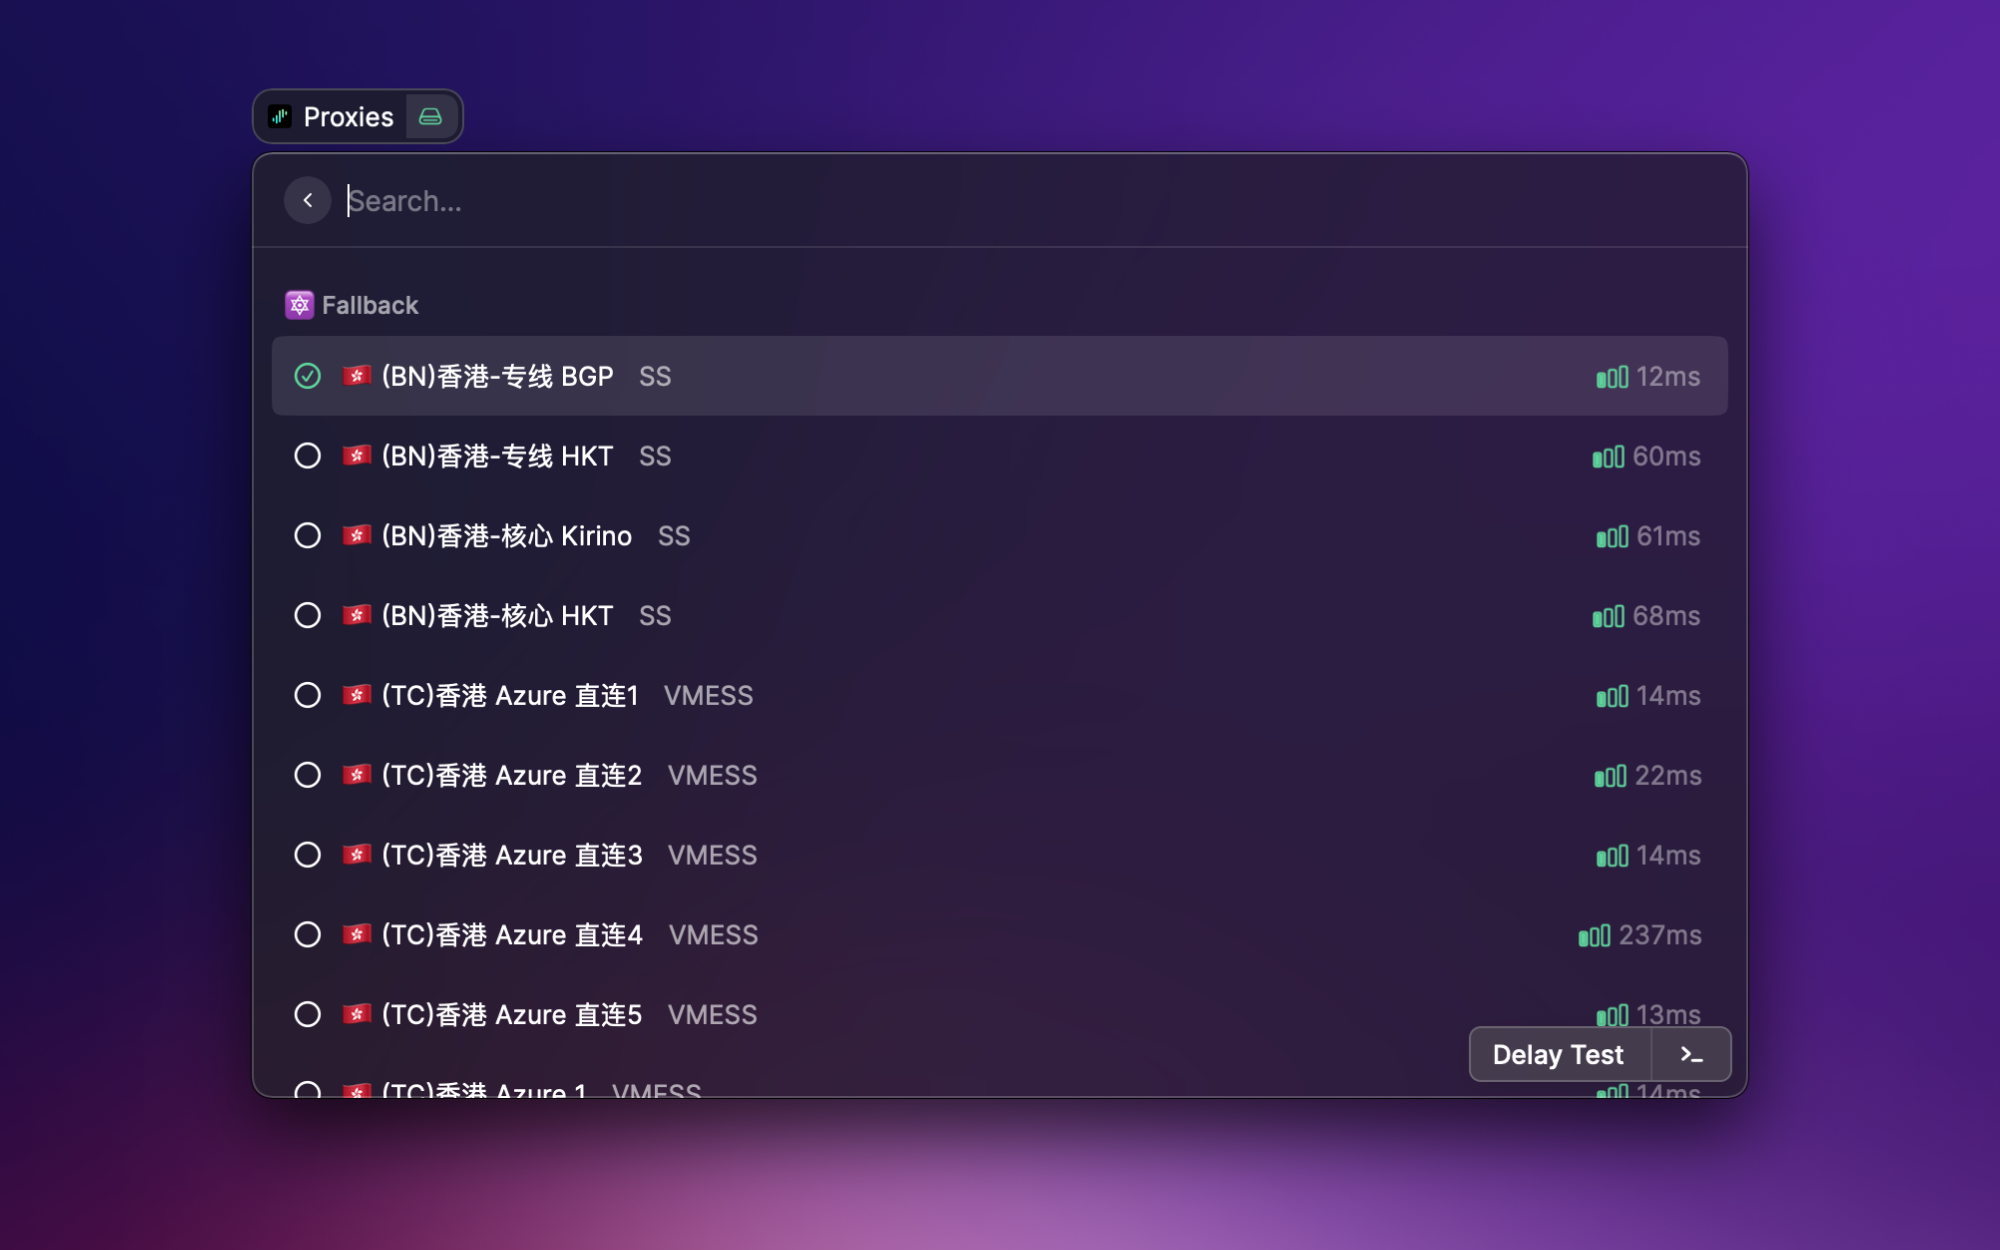 Proxies
Search...
Fallback
(BN)香港-专线 BGP SS 12ms
(BN)香港-专线 HKT SS 60ms
(BN)香港-核心 Kirino SS 61ms
(BN)香港-核心 HKT SS 68ms
(TC)香港 Azure 直连1 VMESS 14ms
(TC)香港 Azure 直连2 VMESS 22ms
(TC)香港 Azure 直连3 VMESS 14ms
(TC)香港 Azure 直连4 VMESS 237ms
(TC)香港 Azure 直连5 VMESS 13ms
Delay Test
(TC)香港 Azure 1 VMESS 14ms